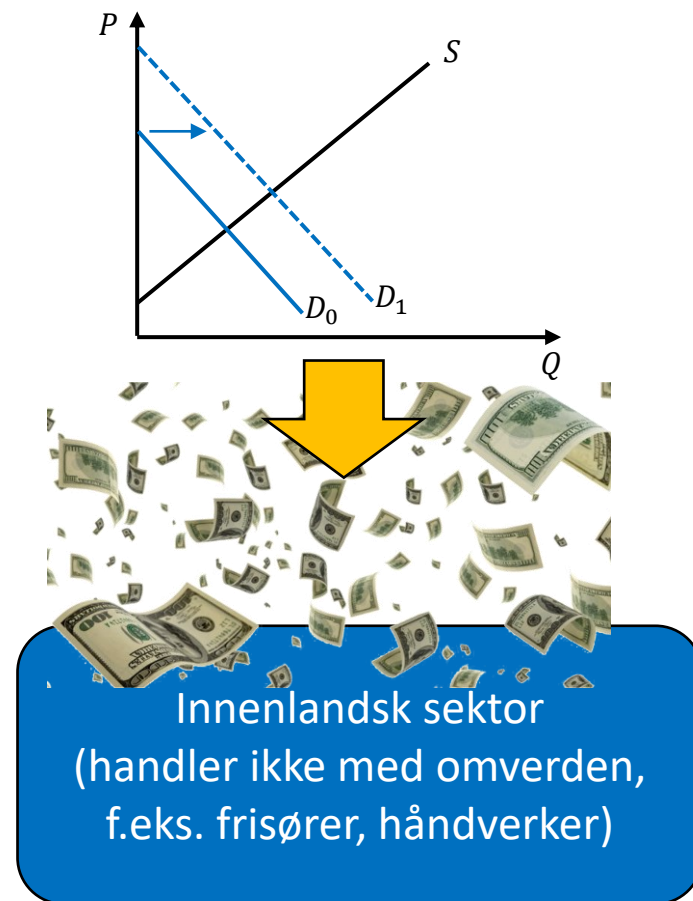 P
S
D₀
D₁
Q
Innenlandsk sektor
(handler ikke med omverden,
f.eks. frisører, håndverker)